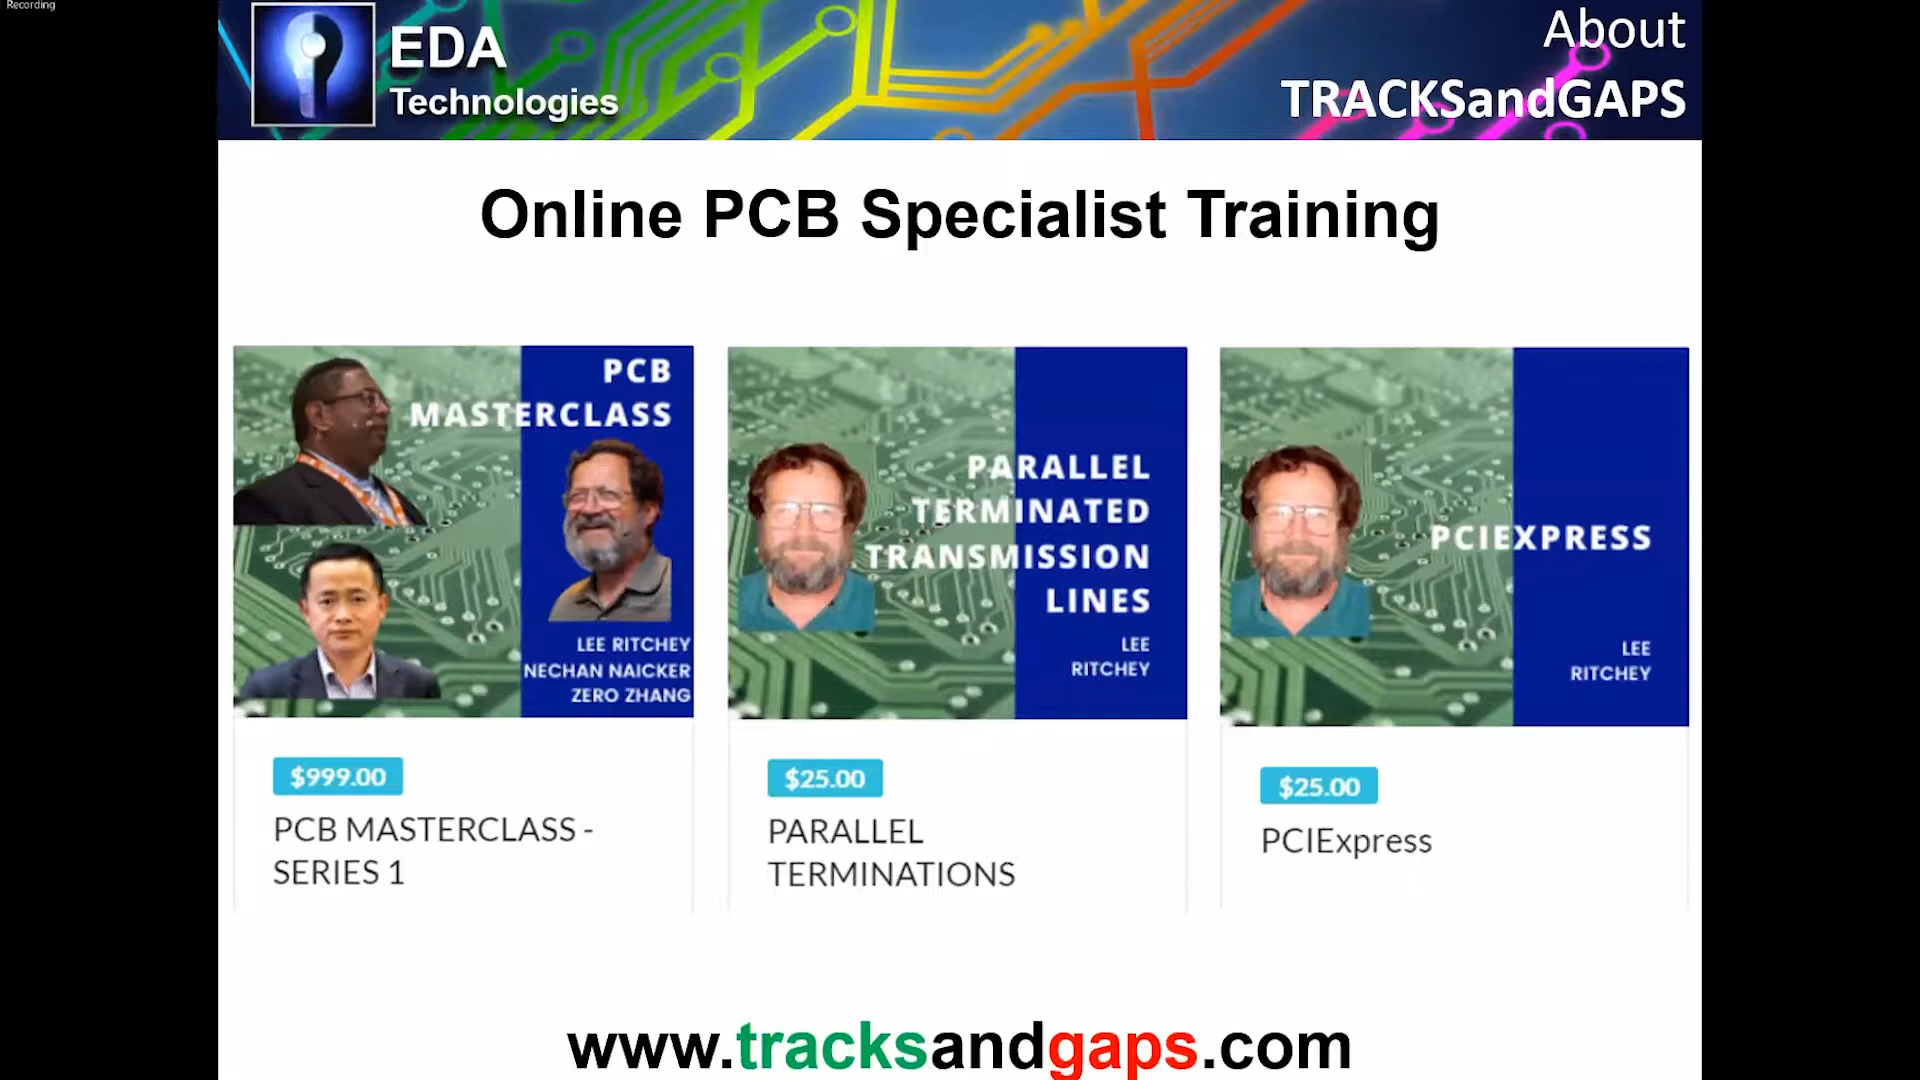 Recording
EDA
Technologies
About
TRACKSandGAPS
Online PCB Specialist Training
PCB
MASTERCLASS
LEE RITCHEY
NECHAN NAICKER
ZERO ZHANG
$999.00
PCB MASTERCLASS -
SERIES 1
PARALLEL
TERMINATED
TRANSMISSION
LINES
LEE
RITCHEY
$25.00
PARALLEL
TERMINATIONS
PCIEXPRESS
LEE
RITCHEY
$25.00
PCIExpress
www.tracksandgaps.com